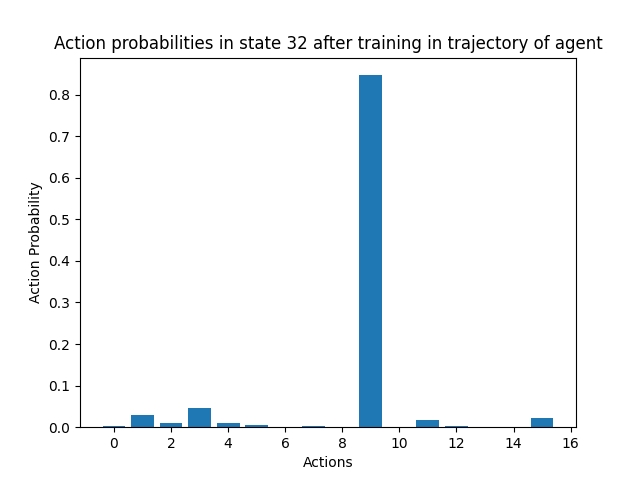 Action probabilities in state 32 after training in trajectory of agent
0.8
0.7
0.6
0.5
0.4
0.3
0.2
0.1
0.0
Action Probability
0 2 4 6 8 10 12 14 16
Actions